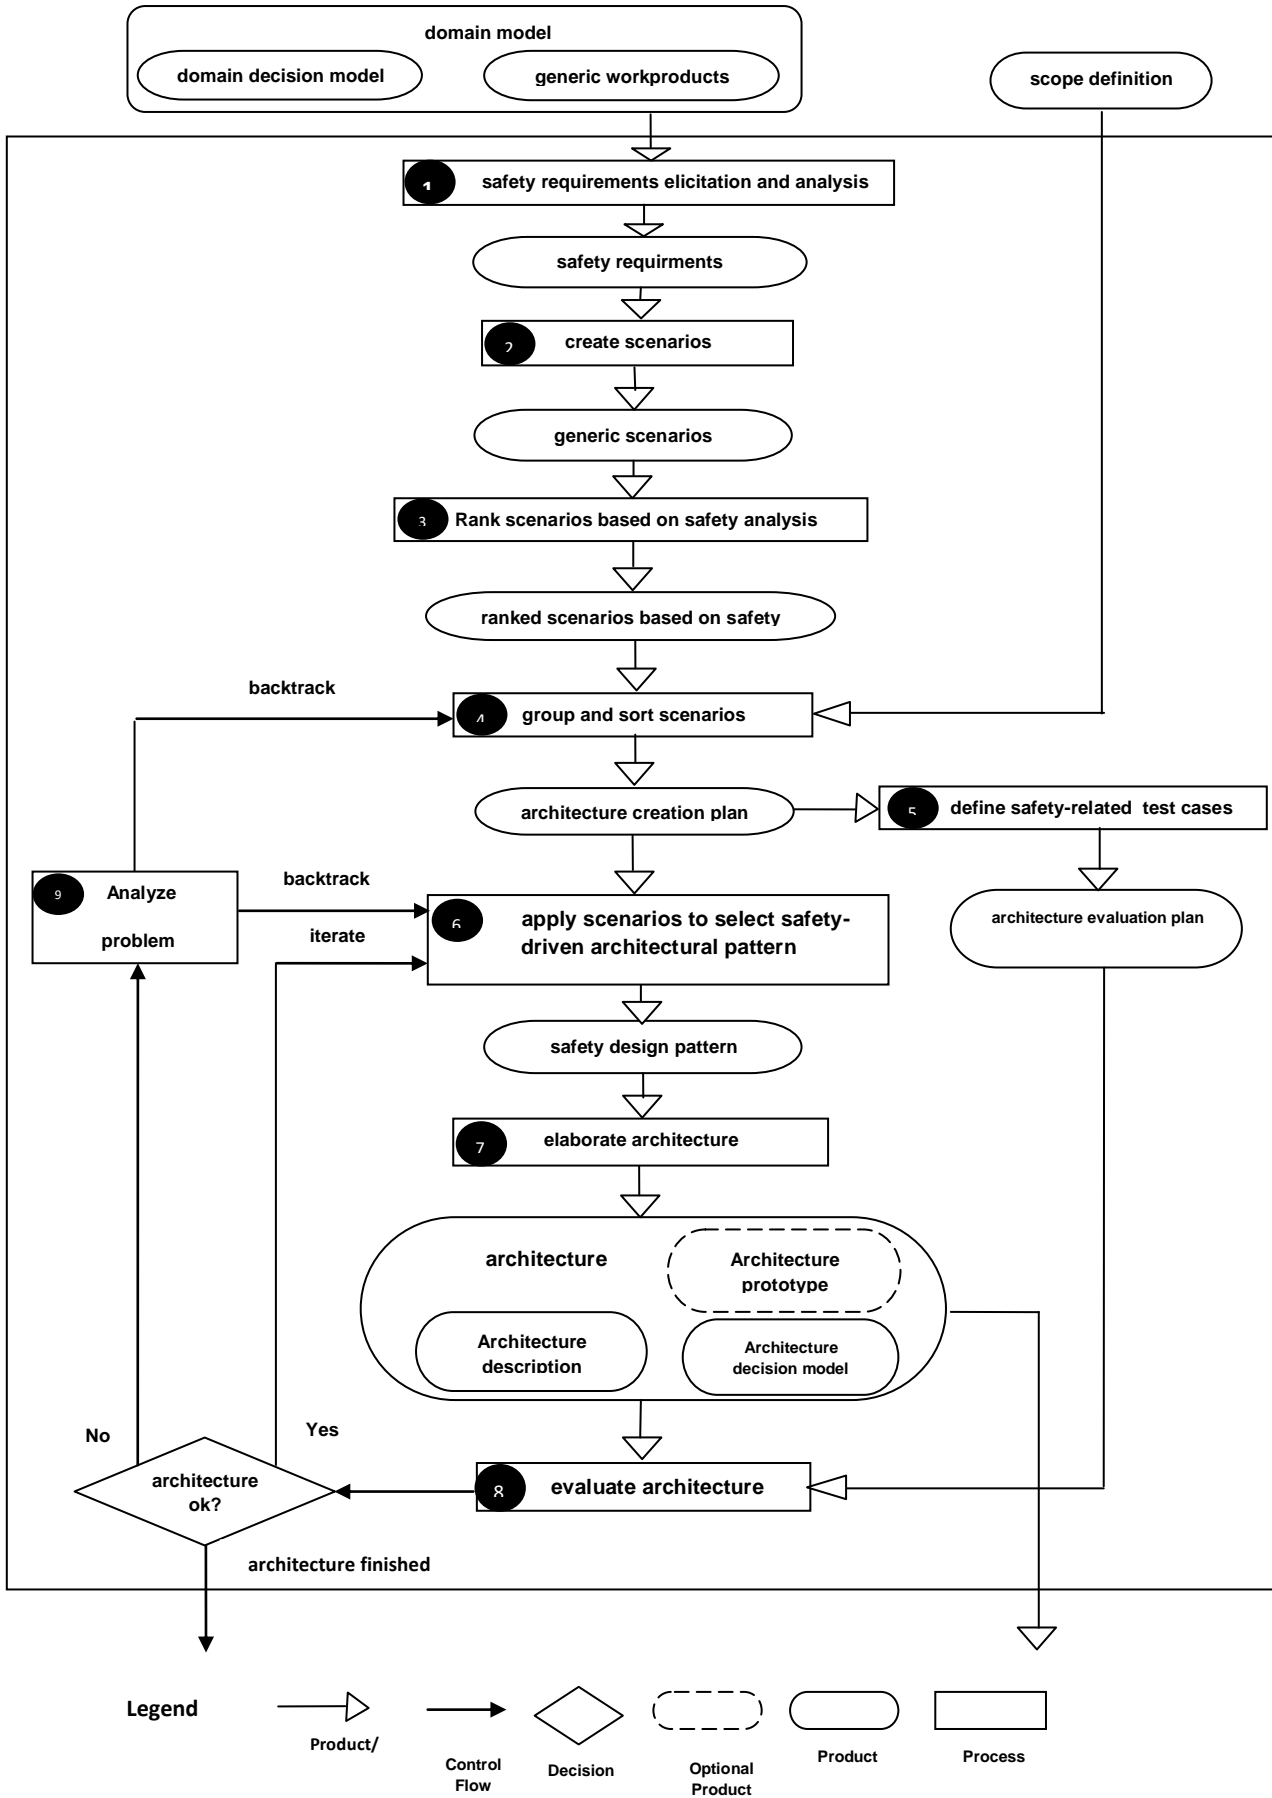 domain model
domain decision model
generic workproducts
scope definition
1
safety requirements elicitation and analysis
safety requirments
2
create scenarios
generic scenarios
3
Rank scenarios based on safety analysis
ranked scenarios based on safety
backtrack
4
group and sort scenarios
architecture creation plan
5
define safety-related test cases
9
Analyze
problem
backtrack
iterate
6
apply scenarios to select safety-
driven architectural pattern
architecture evaluation plan
safety design pattern
7
elaborate architecture
architecture
Architecture
prototype
Architecture
description
Architecture
decision model
No
Yes
architecture
ok?
8
evaluate architecture
architecture finished
Legend
Product/
Control
Flow
Decision
Optional
Product
Product
Process